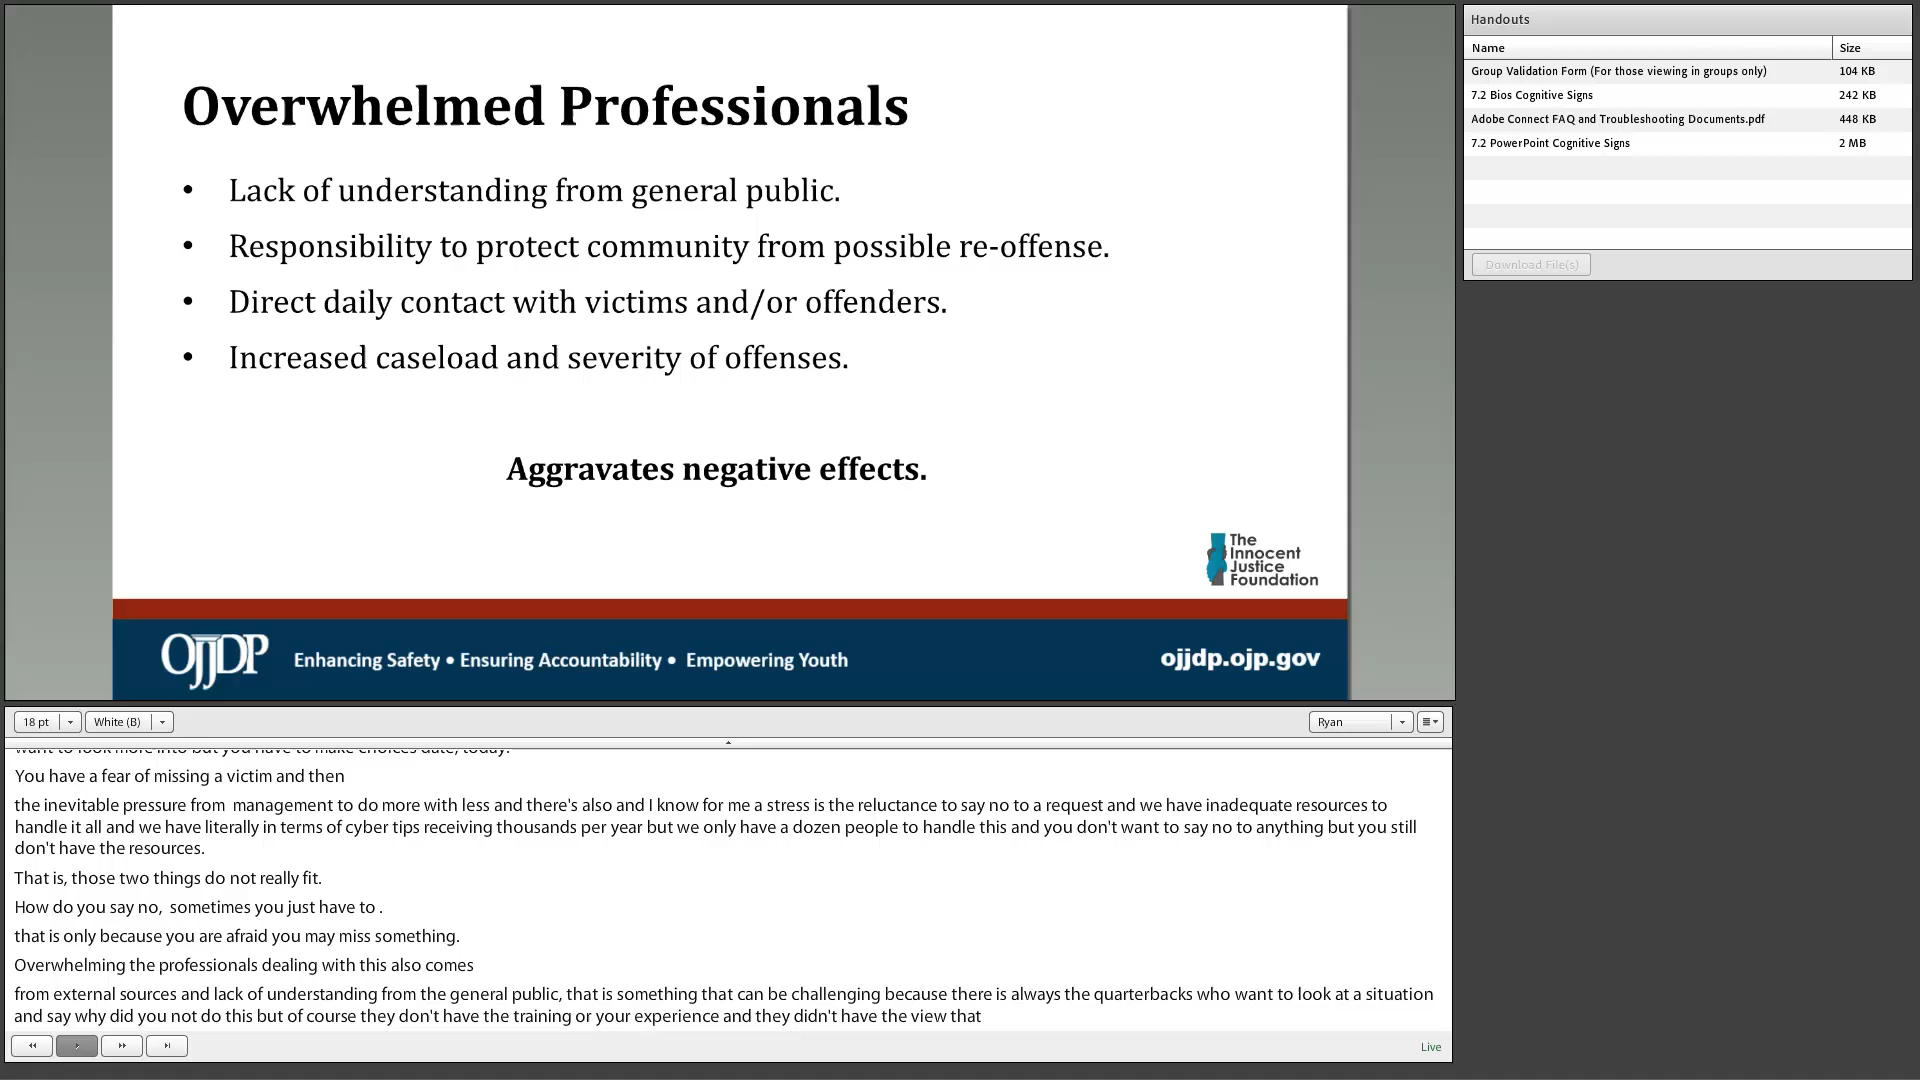 Overwhelmed Professionals
• Lack of understanding from general public.
• Responsibility to protect community from possible re-offense.
• Direct daily contact with victims and/or offenders.
• Increased caseload and severity of offenses.
Aggravates negative effects.
The
Innocent
Justice
Foundation
OJJDP
Enhancing Safety • Ensuring Accountability • Empowering Youth
ojjdp.ojp.gov
Handouts
Name Size
Group Validation Form (For those viewing in groups only) 104 KB
7.2 Bios Cognitive Signs 242 KB
Adobe Connect FAQ and Troubleshooting Documents.pdf 448 KB
7.2 PowerPoint Cognitive Signs 2 MB
Download File(s)
18 pt White (B) Ryan
want to look more into but you have to make choices date, today.
You have a fear of missing a victim and then
the inevitable pressure from management to do more with less and there's also and I know for me a stress is the reluctance to say no to a request and we have inadequate resources to
handle it all and we have literally in terms of cyber tips receiving thousands per year but we only have a dozen people to handle this and you don't want to say no to anything but you still
don't have the resources.
That is, those two things do not really fit.
How do you say no, sometimes you just have to .
that is only because you are afraid you may miss something.
Overwhelming the professionals dealing with this also comes
from external sources and lack of understanding from the general public, that is something that can be challenging because there is always the quarterbacks who want to look at a situation
and say why did you not do this but of course they don't have the training or your experience and they didn't have the view that
Live